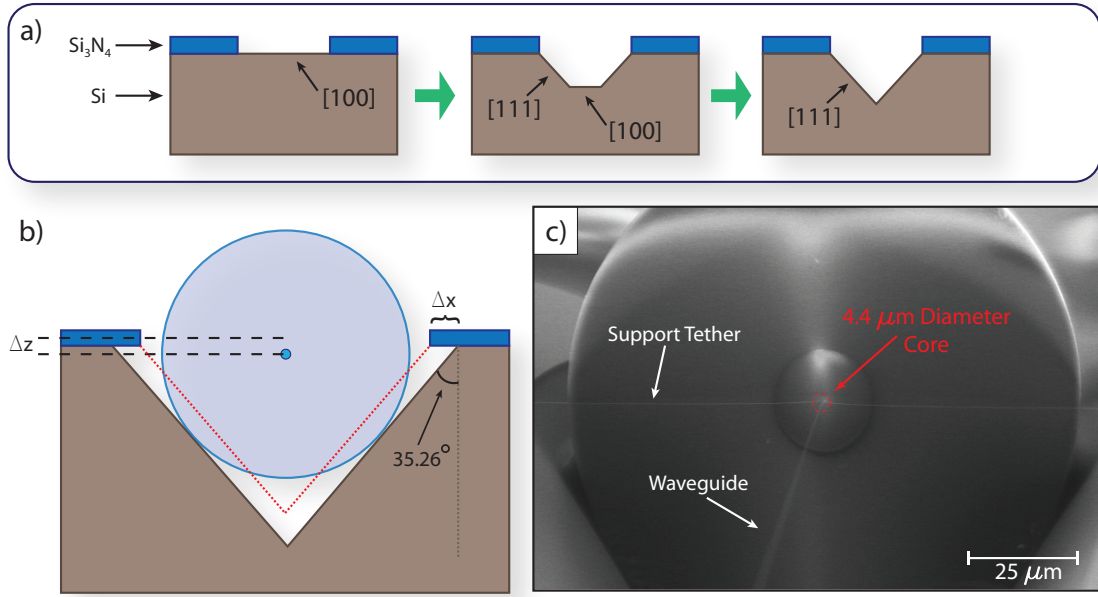 a)
Si₃N₄
Si
[100]
[111]
[100]
[111]
b)
Δx
Δz
35.26°
c)
4.4 μm Diameter
Core
Support Tether
Waveguide
25 μm